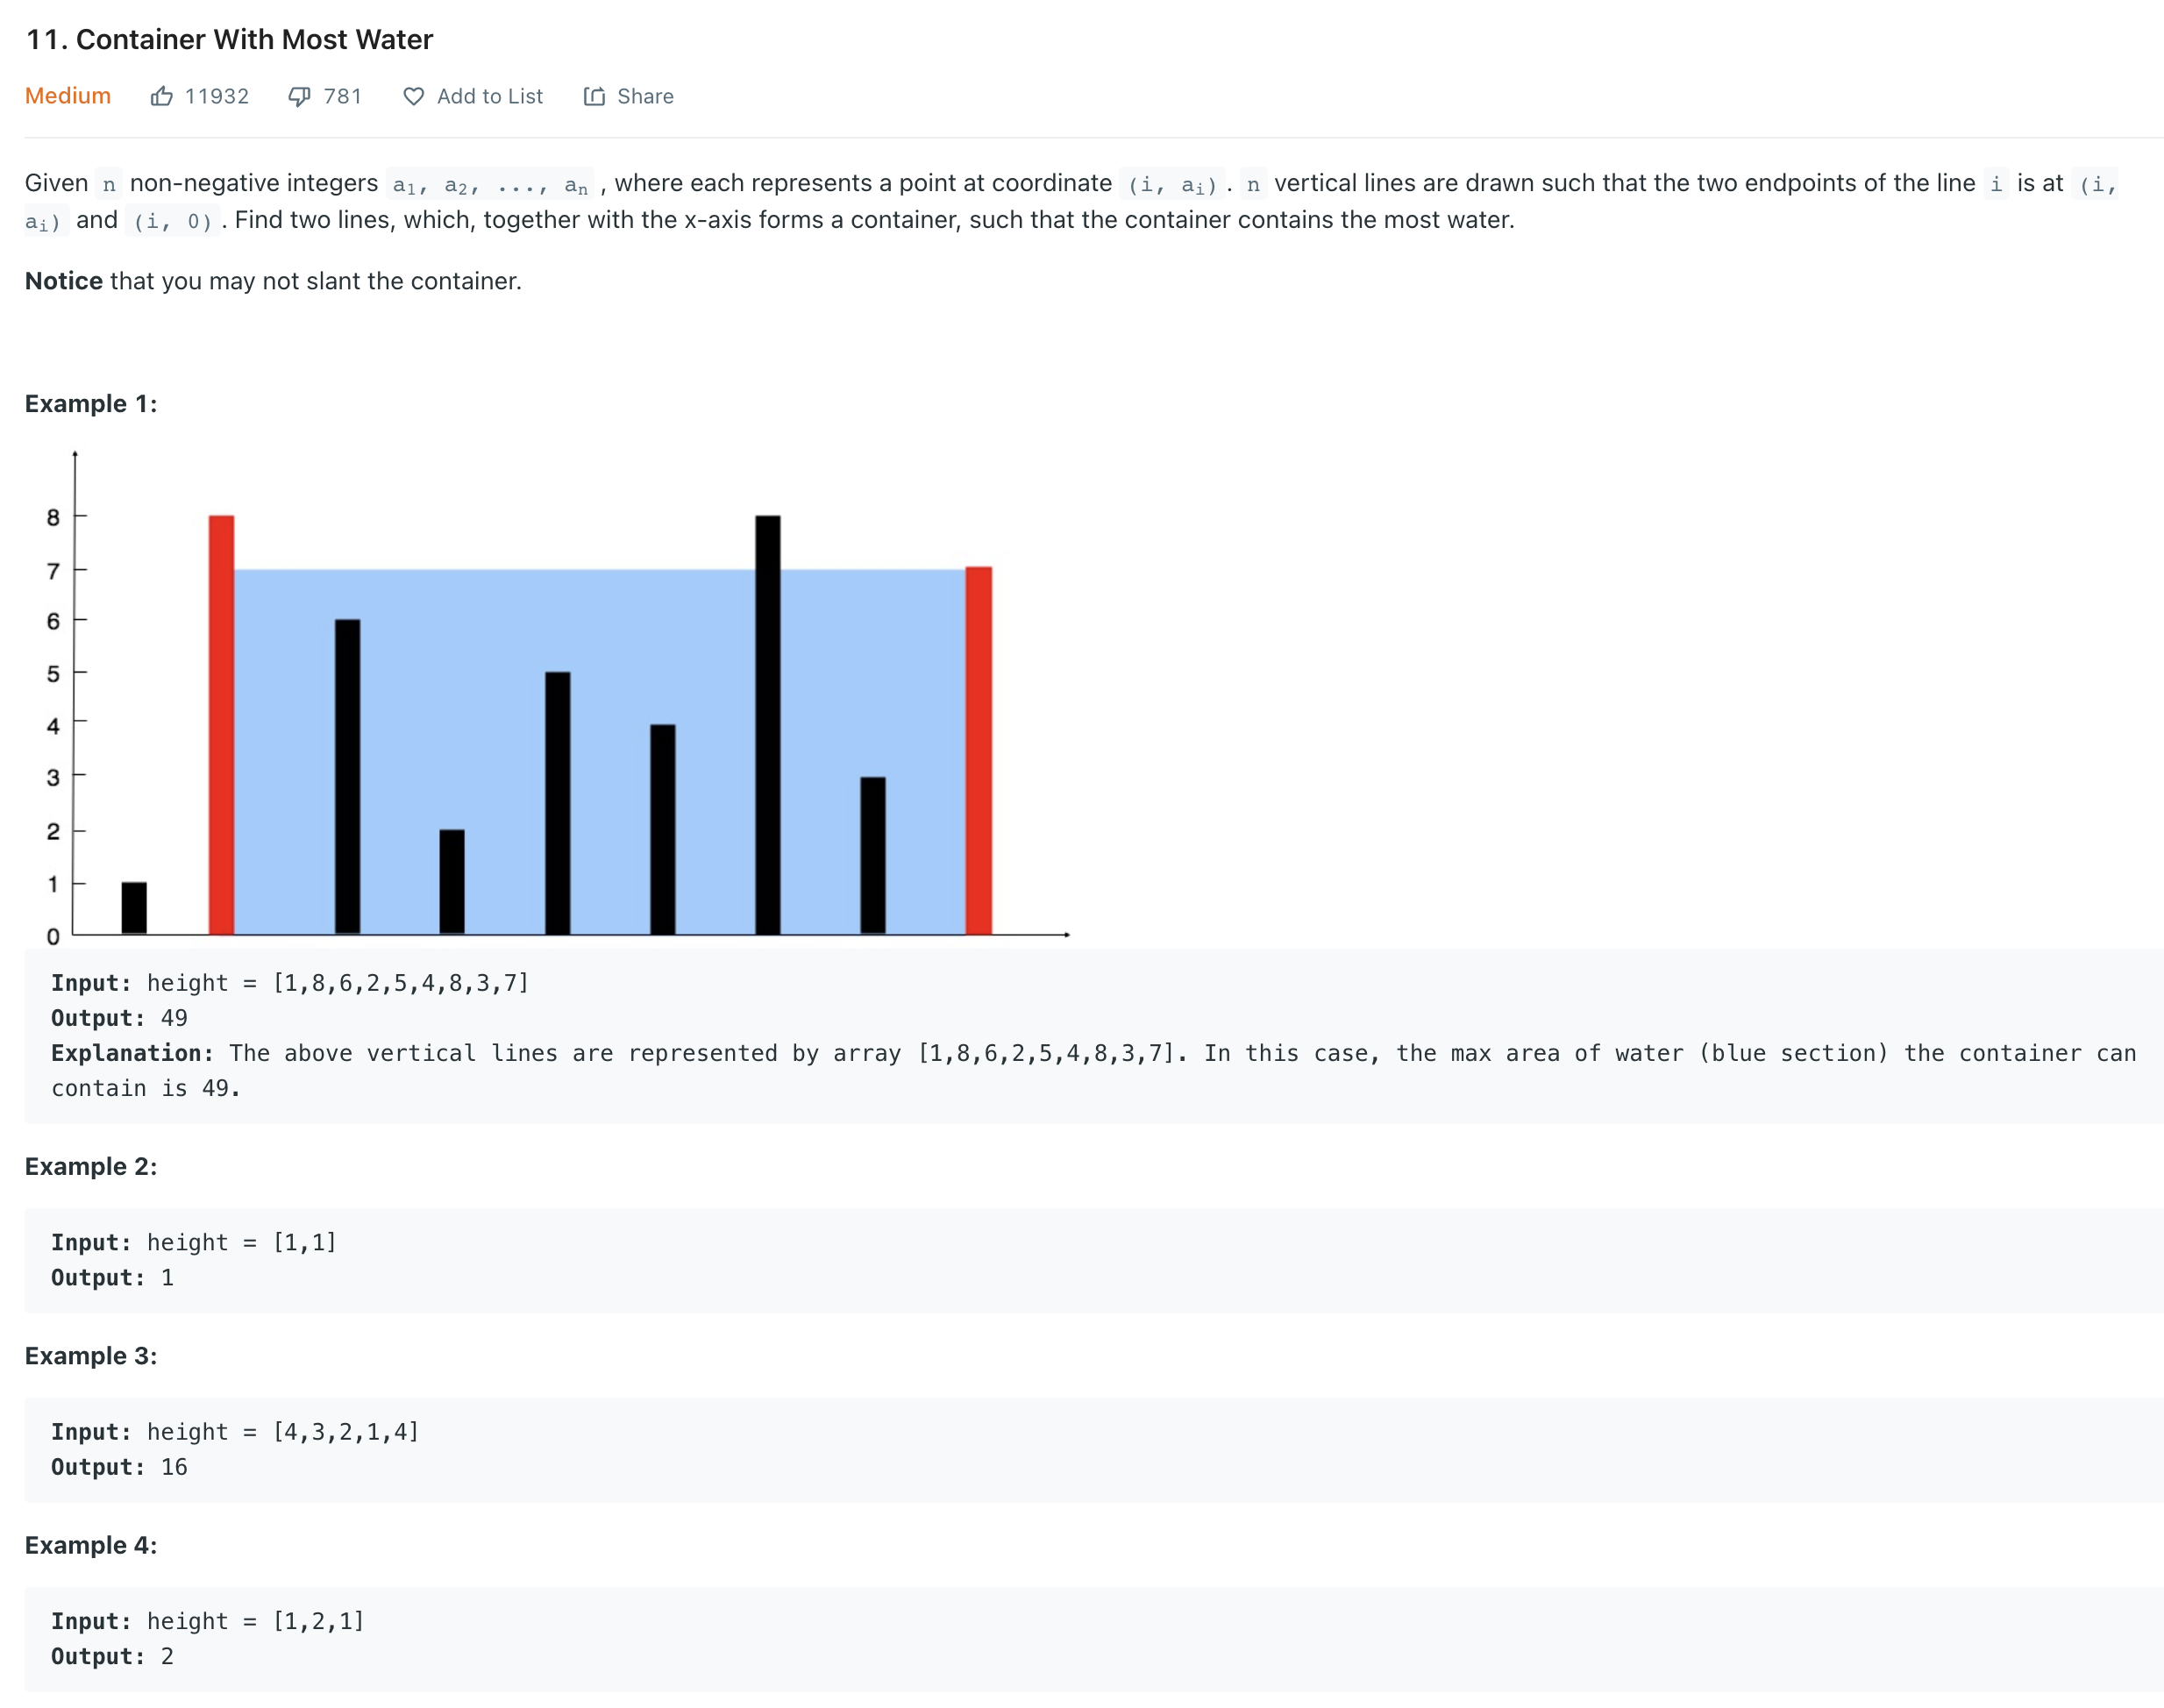 11. Container With Most Water
Medium 11932 781 Add to List Share
Given n non-negative integers a1, a2, ..., an , where each represents a point at coordinate (i, ai). n vertical lines are drawn such that the two endpoints of the line i is at (i,
ai) and (i, 0). Find two lines, which, together with the x-axis forms a container, such that the container contains the most water.
Notice that you may not slant the container.
Example 1:
8
7
6
5
4
3
2
1
0
Input: height = [1,8,6,2,5,4,8,3,7]
Output: 49
Explanation: The above vertical lines are represented by array [1,8,6,2,5,4,8,3,7]. In this case, the max area of water (blue section) the container can
contain is 49.
Example 2:
Input: height = [1,1]
Output: 1
Example 3:
Input: height = [4,3,2,1,4]
Output: 16
Example 4:
Input: height = [1,2,1]
Output: 2